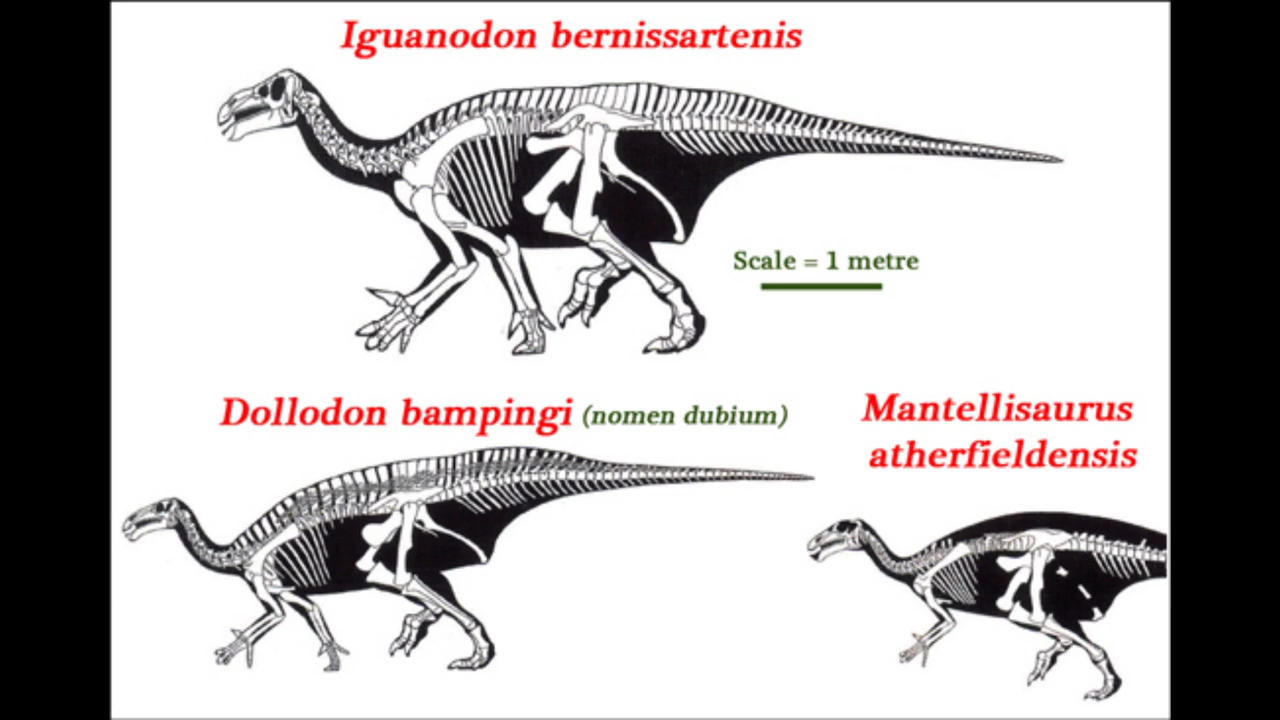 Iguanodon bernissartenis
Scale = 1 metre
Dollodon bampingi (nomen dubium)
Mantellisaurus
atherfieldensis